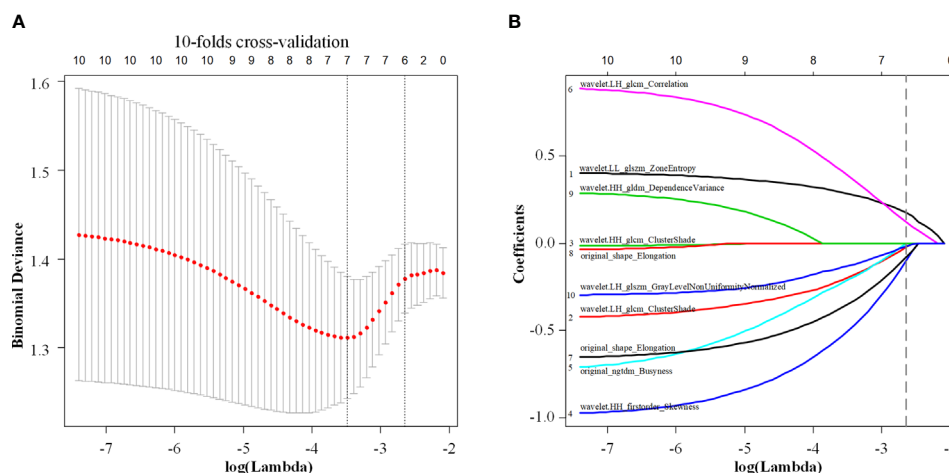 A
10-folds cross-validation
10 10 10 10 10 9 9 8 8 7 7 7 6 2 0
1.6
1.5
1.4
1.3
Binomial Deviance
-7 -6 -5 -4 -3 -2
log(Lambda)
B
10 10 9 8 7
6 wavelet.LH_glcm_Correlation
0.5
1 wavelet.LL_glszm_ZoneEntropy
9 wavelet.HH_gldm_DependenceVariance
0.0
3 wavelet.HH_glcm_ClusterShade
8 original_shape_Elongation
10 wavelet.LH_glszm_GrayLevelNonUniformityNormalized
2 wavelet.LH_glcm_ClusterShade
-0.5
7 original_shape_Elongation
5 original_ngtdm_Busyness
4 wavelet.HH_firstorder_Skewness
-1.0
Coefficients
-7 -6 -5 -4 -3
log(Lambda)